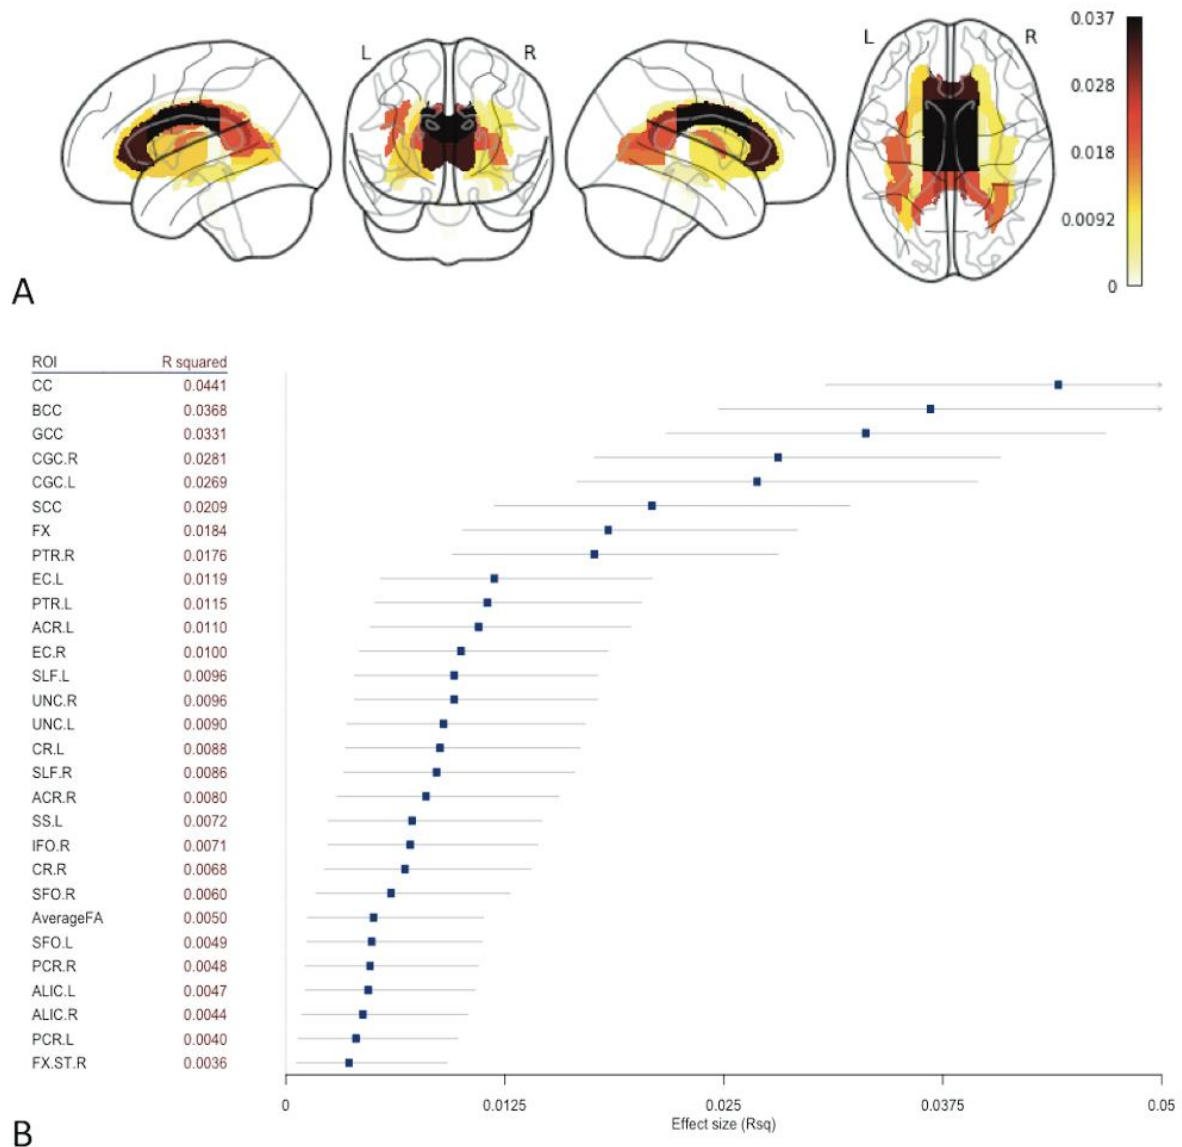 L R L R 0.037
0.028
0.018
0.0092
0
A
ROI R squared
CC 0.0441
BCC 0.0368
GCC 0.0331
CGC.R 0.0281
CGC.L 0.0269
SCC 0.0209
FX 0.0184
PTR.R 0.0176
EC.L 0.0119
PTR.L 0.0115
ACR.L 0.0110
EC.R 0.0100
SLF.L 0.0096
UNC.R 0.0096
UNC.L 0.0090
CR.L 0.0088
SLF.R 0.0086
ACR.R 0.0080
SS.L 0.0072
IFO.R 0.0071
CR.R 0.0068
SFO.R 0.0060
AverageFA 0.0050
SFO.L 0.0049
PCR.R 0.0048
ALIC.L 0.0047
ALIC.R 0.0044
PCR.L 0.0040
FX.ST.R 0.0036
0 0.0125 0.025 0.0375 0.05
Effect size (Rsq)
B